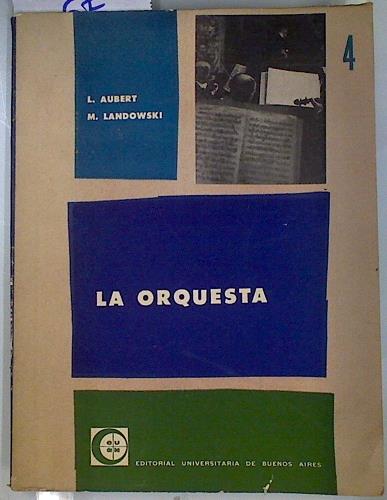 L. AUBERT
M. LANDOWSKI
4
LA ORQUESTA
EDITORIAL UNIVERSITARIA DE BUENOS AIRES